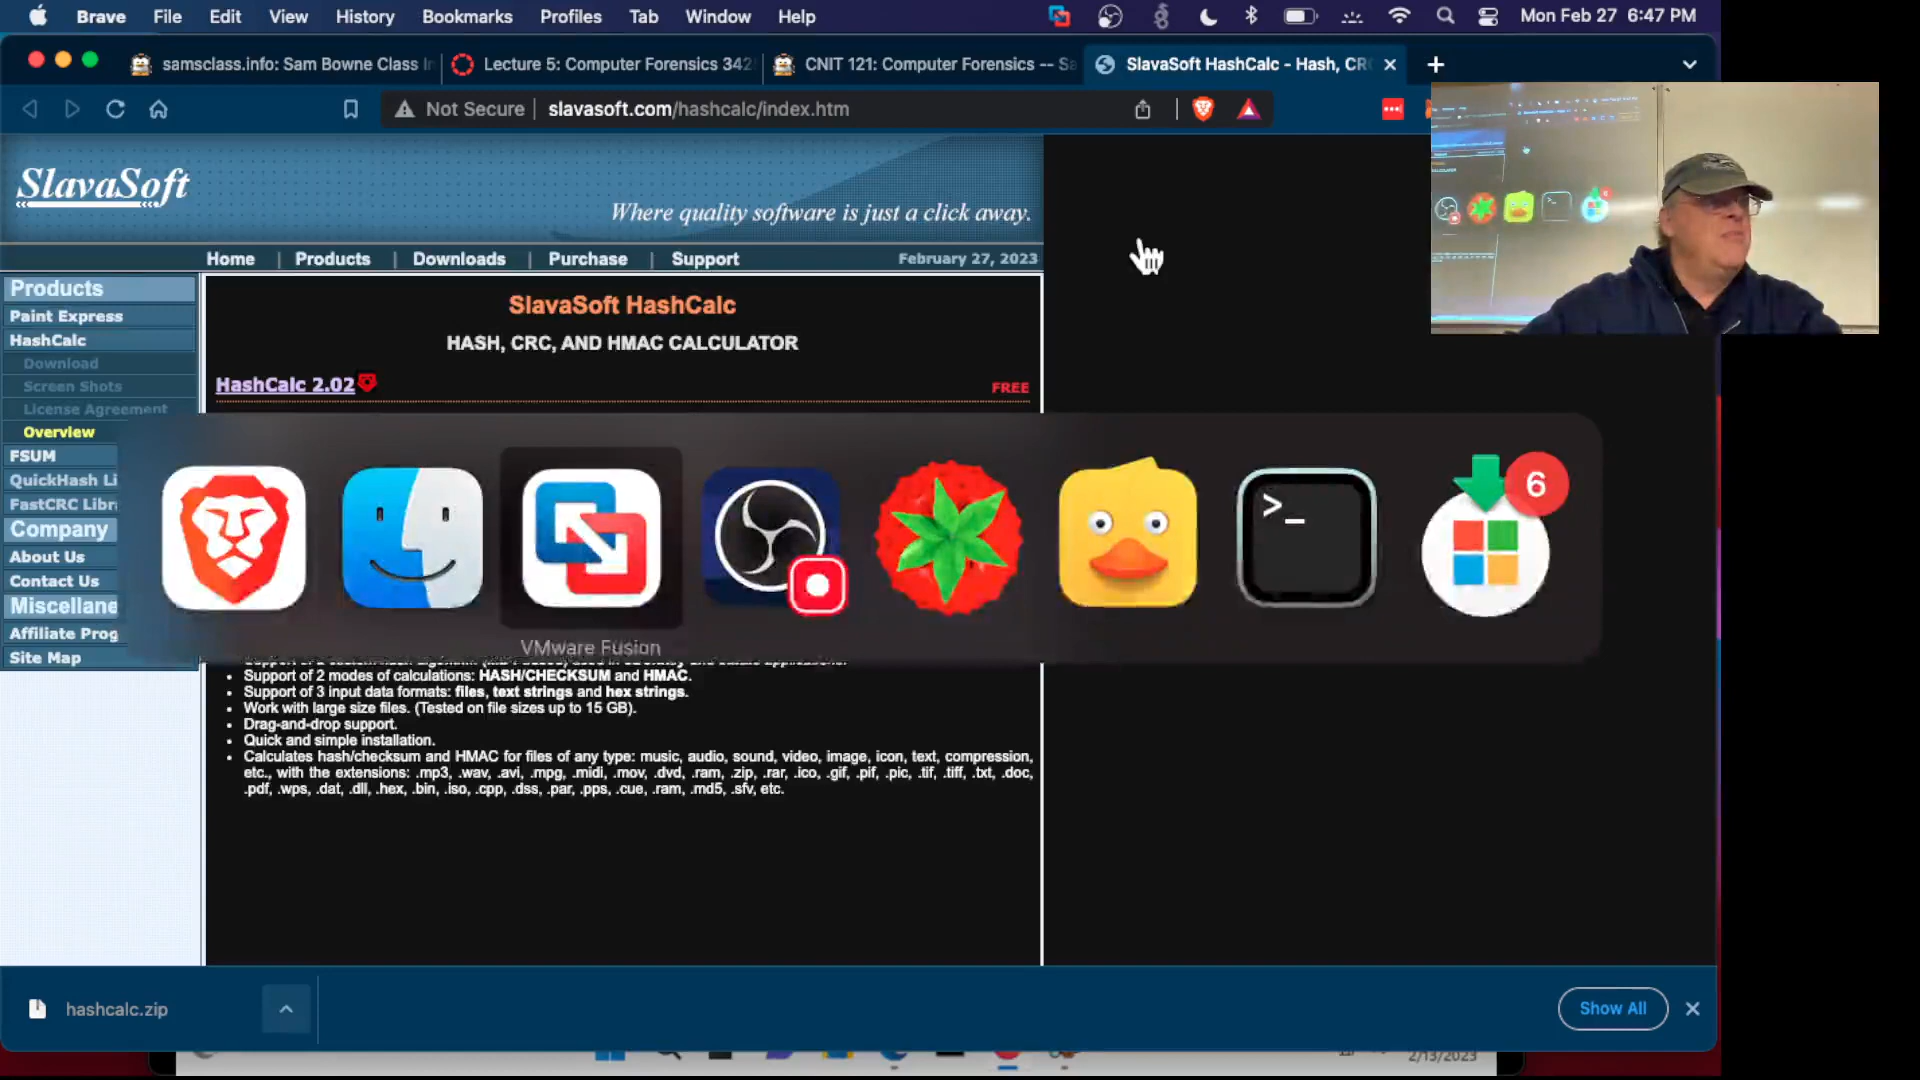 Brave File Edit View History Bookmarks Profiles Tab Window Help Mon Feb 27 6:47 PM
samsclass.info: Sam Bowne Class In
Lecture 5: Computer Forensics 342
CNIT 121: Computer Forensics -- Sa
SlavaSoft HashCalc - Hash, CRC
Not Secure slavasoft.com/hashcalc/index.htm
SlavaSoft
Where quality software is just a click away.
Home | Products | Downloads | Purchase | Support February 27, 2023
Products
Paint Express
HashCalc
Download
Screen Shots
License Agreement
Overview
FSUM
QuickHash Li
FastCRC Libr
Company
About Us
Contact Us
Miscellane
Affiliate Prog
Site Map
SlavaSoft HashCalc
HASH, CRC, AND HMAC CALCULATOR
HashCalc 2.02 FREE
6
>_
VMware Fusion
Support of 2 modes of calculations: HASH/CHECKSUM and HMAC.
Support of 3 input data formats: files, text strings and hex strings.
Work with large size files. (Tested on file sizes up to 15 GB).
Drag-and-drop support.
Quick and simple installation.
Calculates hash/checksum and HMAC for files of any type: music, audio, sound, video, image, icon, text, compression,
etc., with the extensions: .mp3, .wav, .avi, .mpg, .midi, .mov, .dvd, .ram, .zip, .rar, .ico, .gif, .pif, .pic, .tif, .tiff, .txt, .doc,
.pdf, .wps, .dat, .dll, .hex, .bin, .iso, .cpp, .dss, .par, .pps, .cue, .ram, .md5, .sfv, etc.
hashcalc.zip
Show All
2/13/2023